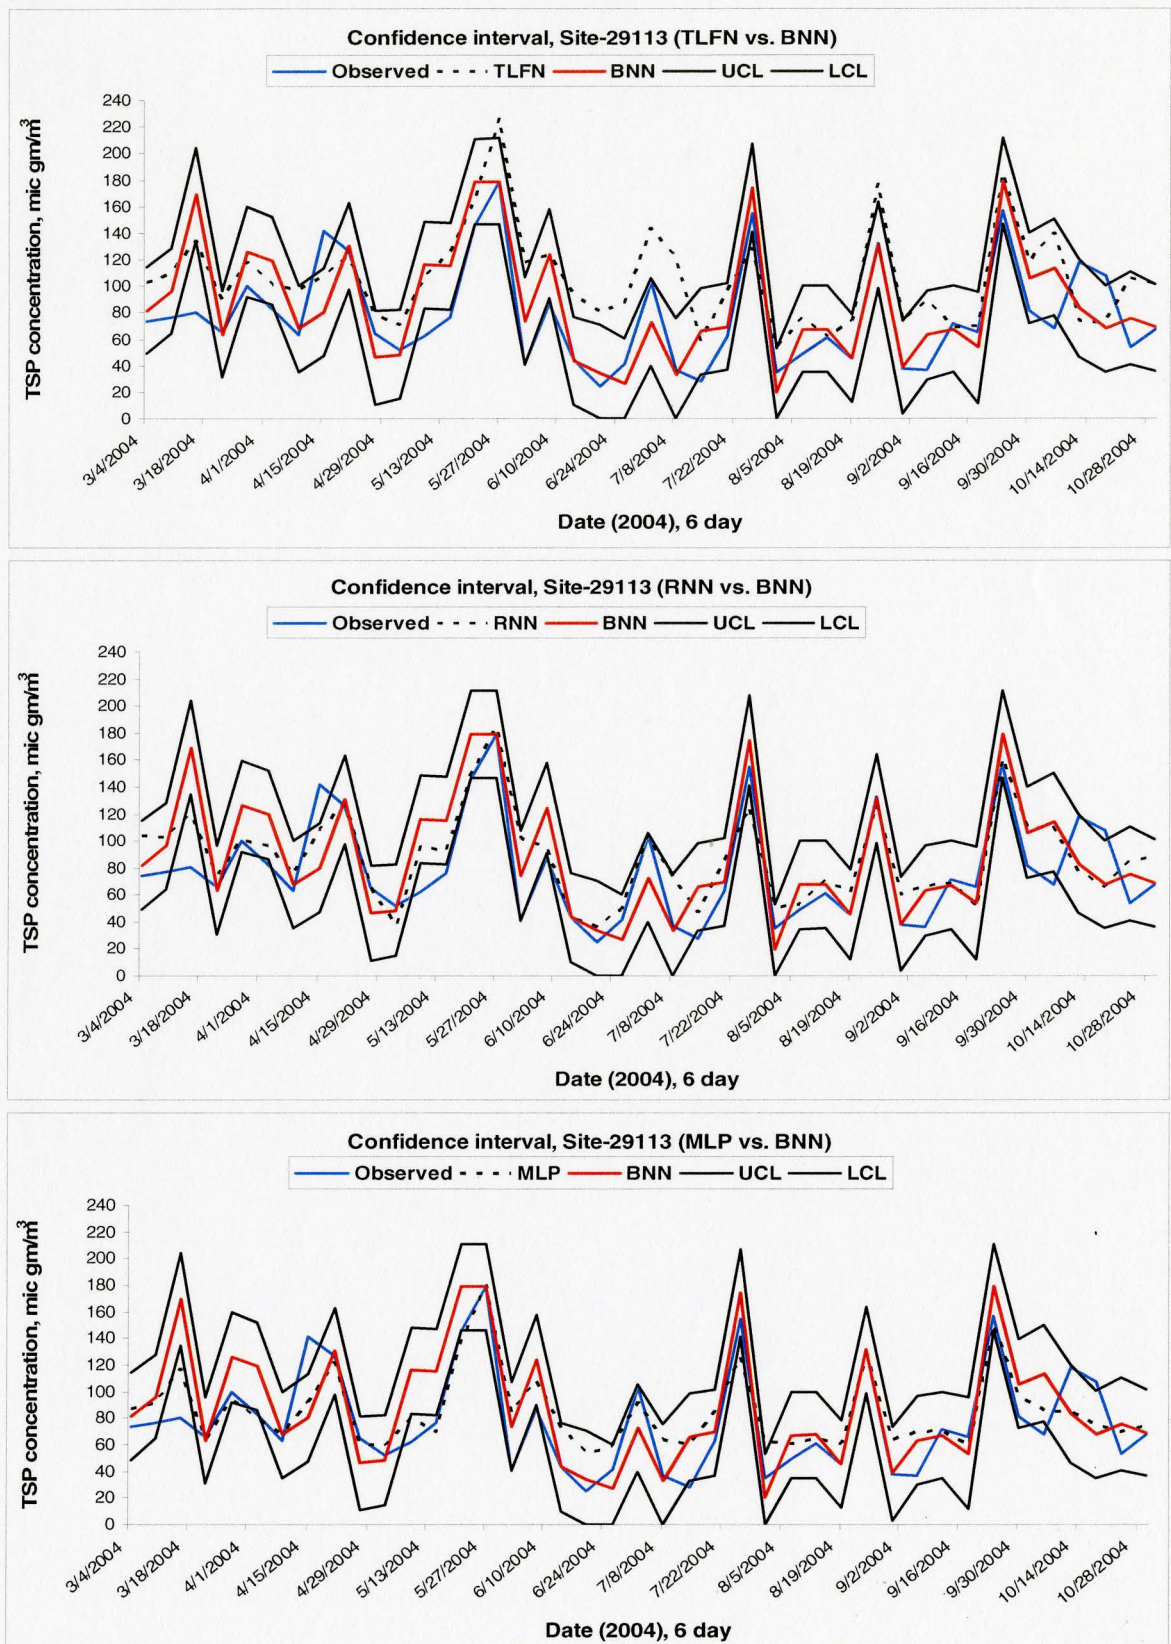 Confidence interval, Site-29113 (TLFN vs. BNN)
Observed TLFN BNN UCL LCL
TSP concentration, mic gm/m³
240
220
200
180
160
140
120
100
80
60
40
20
0
3/4/2004 3/18/2004 4/1/2004 4/15/2004 4/29/2004 5/13/2004 5/27/2004 6/10/2004 6/24/2004 7/8/2004 7/22/2004 8/5/2004 8/19/2004 9/2/2004 9/16/2004 9/30/2004 10/14/2004 10/28/2004
Date (2004), 6 day
Confidence interval, Site-29113 (RNN vs. BNN)
Observed RNN BNN UCL LCL
TSP concentration, mic gm/m³
240
220
200
180
160
140
120
100
80
60
40
20
0
3/4/2004 3/18/2004 4/1/2004 4/15/2004 4/29/2004 5/13/2004 5/27/2004 6/10/2004 6/24/2004 7/8/2004 7/22/2004 8/5/2004 8/19/2004 9/2/2004 9/16/2004 9/30/2004 10/14/2004 10/28/2004
Date (2004), 6 day
Confidence interval, Site-29113 (MLP vs. BNN)
Observed MLP BNN UCL LCL
TSP concentration, mic gm/m³
240
220
200
180
160
140
120
100
80
60
40
20
0
3/4/2004 3/18/2004 4/1/2004 4/15/2004 4/29/2004 5/13/2004 5/27/2004 6/10/2004 6/24/2004 7/8/2004 7/22/2004 8/5/2004 8/19/2004 9/2/2004 9/16/2004 9/30/2004 10/14/2004 10/28/2004
Date (2004), 6 day